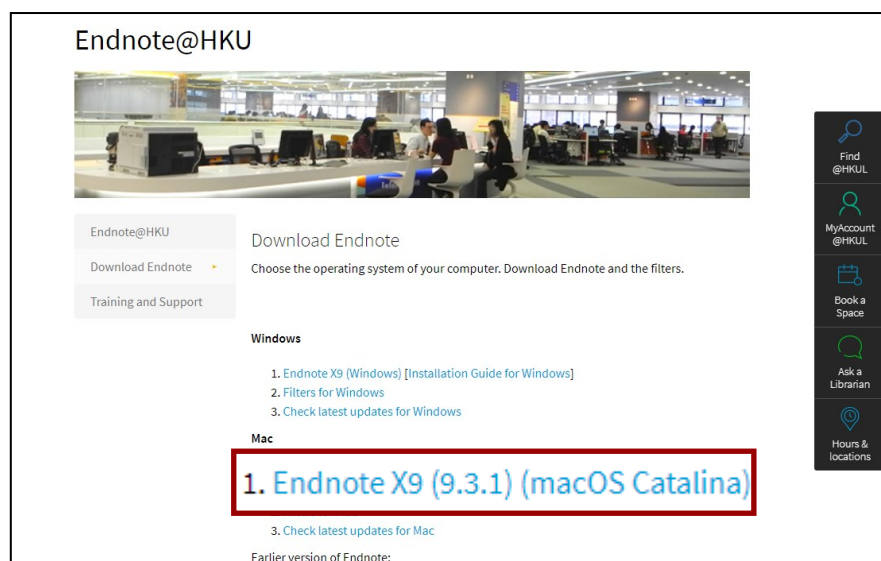 Endnote@HKU
Endnote@HKU
Download Endnote
Training and Support
Download Endnote
Choose the operating system of your computer. Download Endnote and the filters.
Windows
1. Endnote X9 (Windows) [Installation Guide for Windows]
2. Filters for Windows
3. Check latest updates for Windows
Mac
1. Endnote X9 (9.3.1) (macOS Catalina)
3. Check latest updates for Mac
Earlier version of Endnote:
Find
@HKUL
MyAccount
@HKUL
Book a
Space
Ask a
Librarian
Hours &
locations